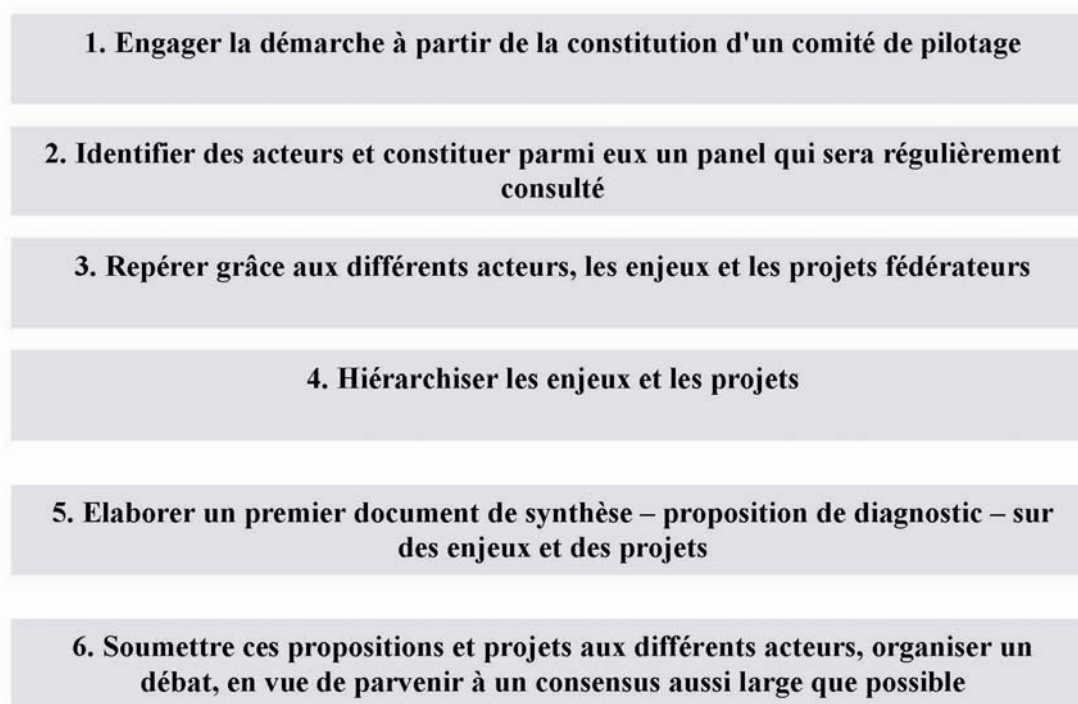 1. Engager la démarche à partir de la constitution d'un comité de pilotage
2. Identifier des acteurs et constituer parmi eux un panel qui sera régulièrement
consulté
3. Repérer grâce aux différents acteurs, les enjeux et les projets fédérateurs
4. Hiérarchiser les enjeux et les projets
5. Elaborer un premier document de synthèse – proposition de diagnostic – sur
des enjeux et des projets
6. Soumettre ces propositions et projets aux différents acteurs, organiser un
débat, en vue de parvenir à un consensus aussi large que possible